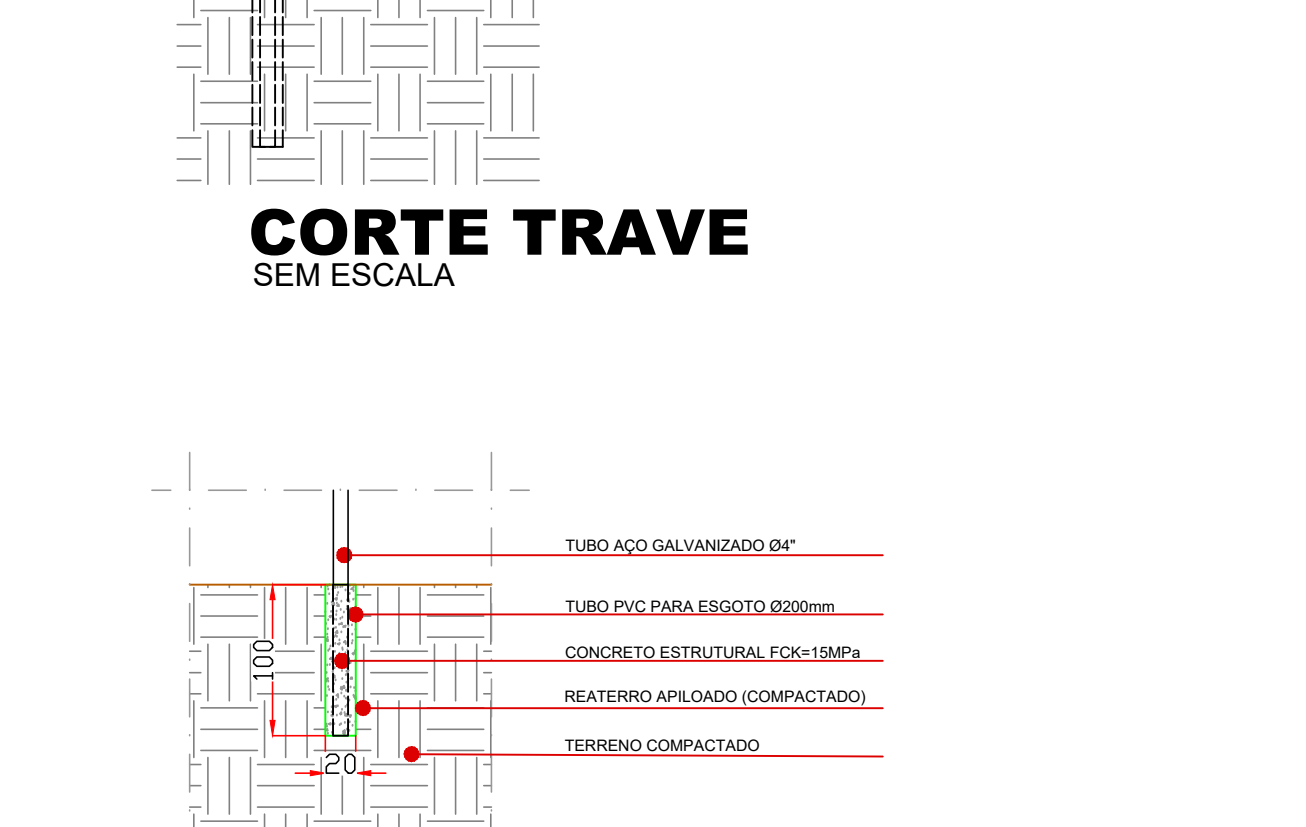 CORTE TRAVE
SEM ESCALA
TUBO AÇO GALVANIZADO Ø4"
TUBO PVC PARA ESGOTO Ø200mm
CONCRETO ESTRUTURAL FCK=15MPa
100
REATERRO APILOADO (COMPACTADO)
TERRENO COMPACTADO
20